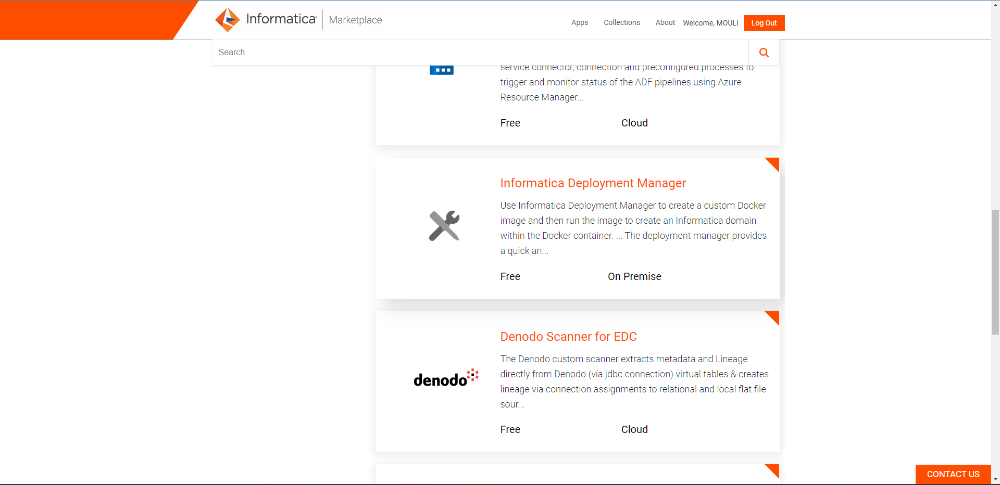 Informatica Marketplace
Apps Collections About Welcome, MOULI Log Out
Search
service connector, connection and preconfigured processes to
trigger and monitor status of the ADF pipelines using Azure
Resource Manager...
Free Cloud
Informatica Deployment Manager
Use Informatica Deployment Manager to create a custom Docker
image and then run the image to create an Informatica domain
within the Docker container. ... The deployment manager provides
a quick an...
Free On Premise
Denodo Scanner for EDC
The Denodo custom scanner extracts metadata and Lineage
directly from Denodo (via jdbc connection) virtual tables & creates
denodo
lineage via connection assignments to relational and local flat file
sour...
Free Cloud
CONTACT US